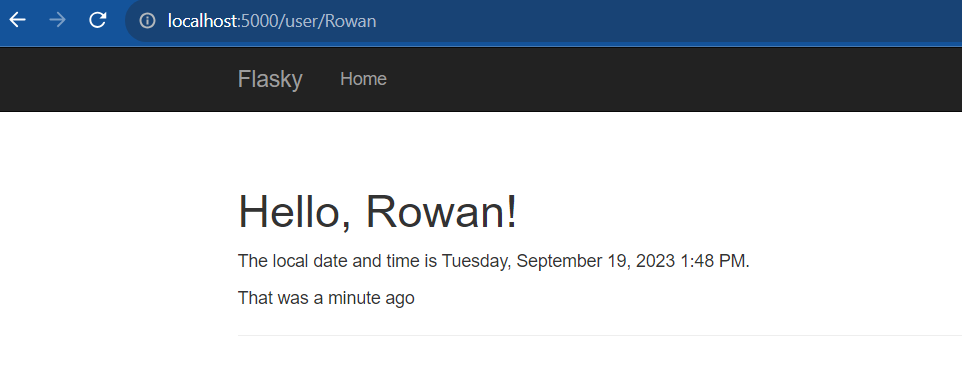 localhost:5000/user/Rowan
Flasky Home
Hello, Rowan!
The local date and time is Tuesday, September 19, 2023 1:48 PM.
That was a minute ago